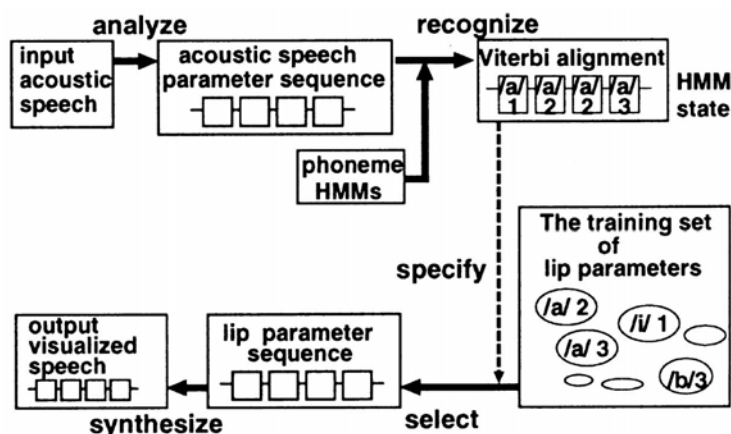 analyze
recognize
input
acoustic
speech
acoustic speech
parameter sequence
Viterbi alignment
/a/ /a/ /a/ /a/
1 2 2 3
HMM
state
phoneme
HMMs
specify
The training set
of
lip parameters
/a/ 2
/i/ 1
/a/ 3
/b/3
output
visualized
speech
lip parameter
sequence
synthesize
select